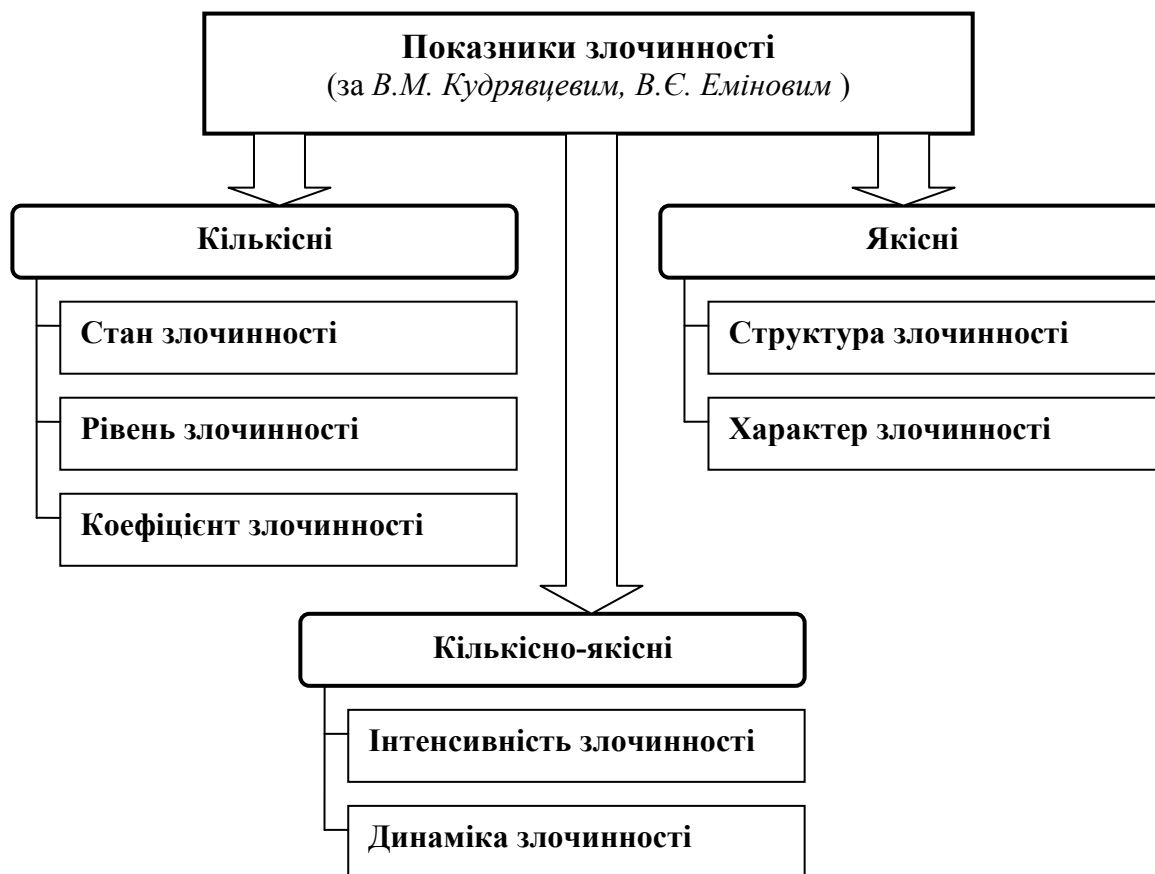 Показники злочинності
(за В.М. Кудрявцевим, В.Є. Еміновим )
Кількісні
Стан злочинності
Рівень злочинності
Коефіцієнт злочинності
Якісні
Структура злочинності
Характер злочинності
Кількісно-якісні
Інтенсивність злочинності
Динаміка злочинності